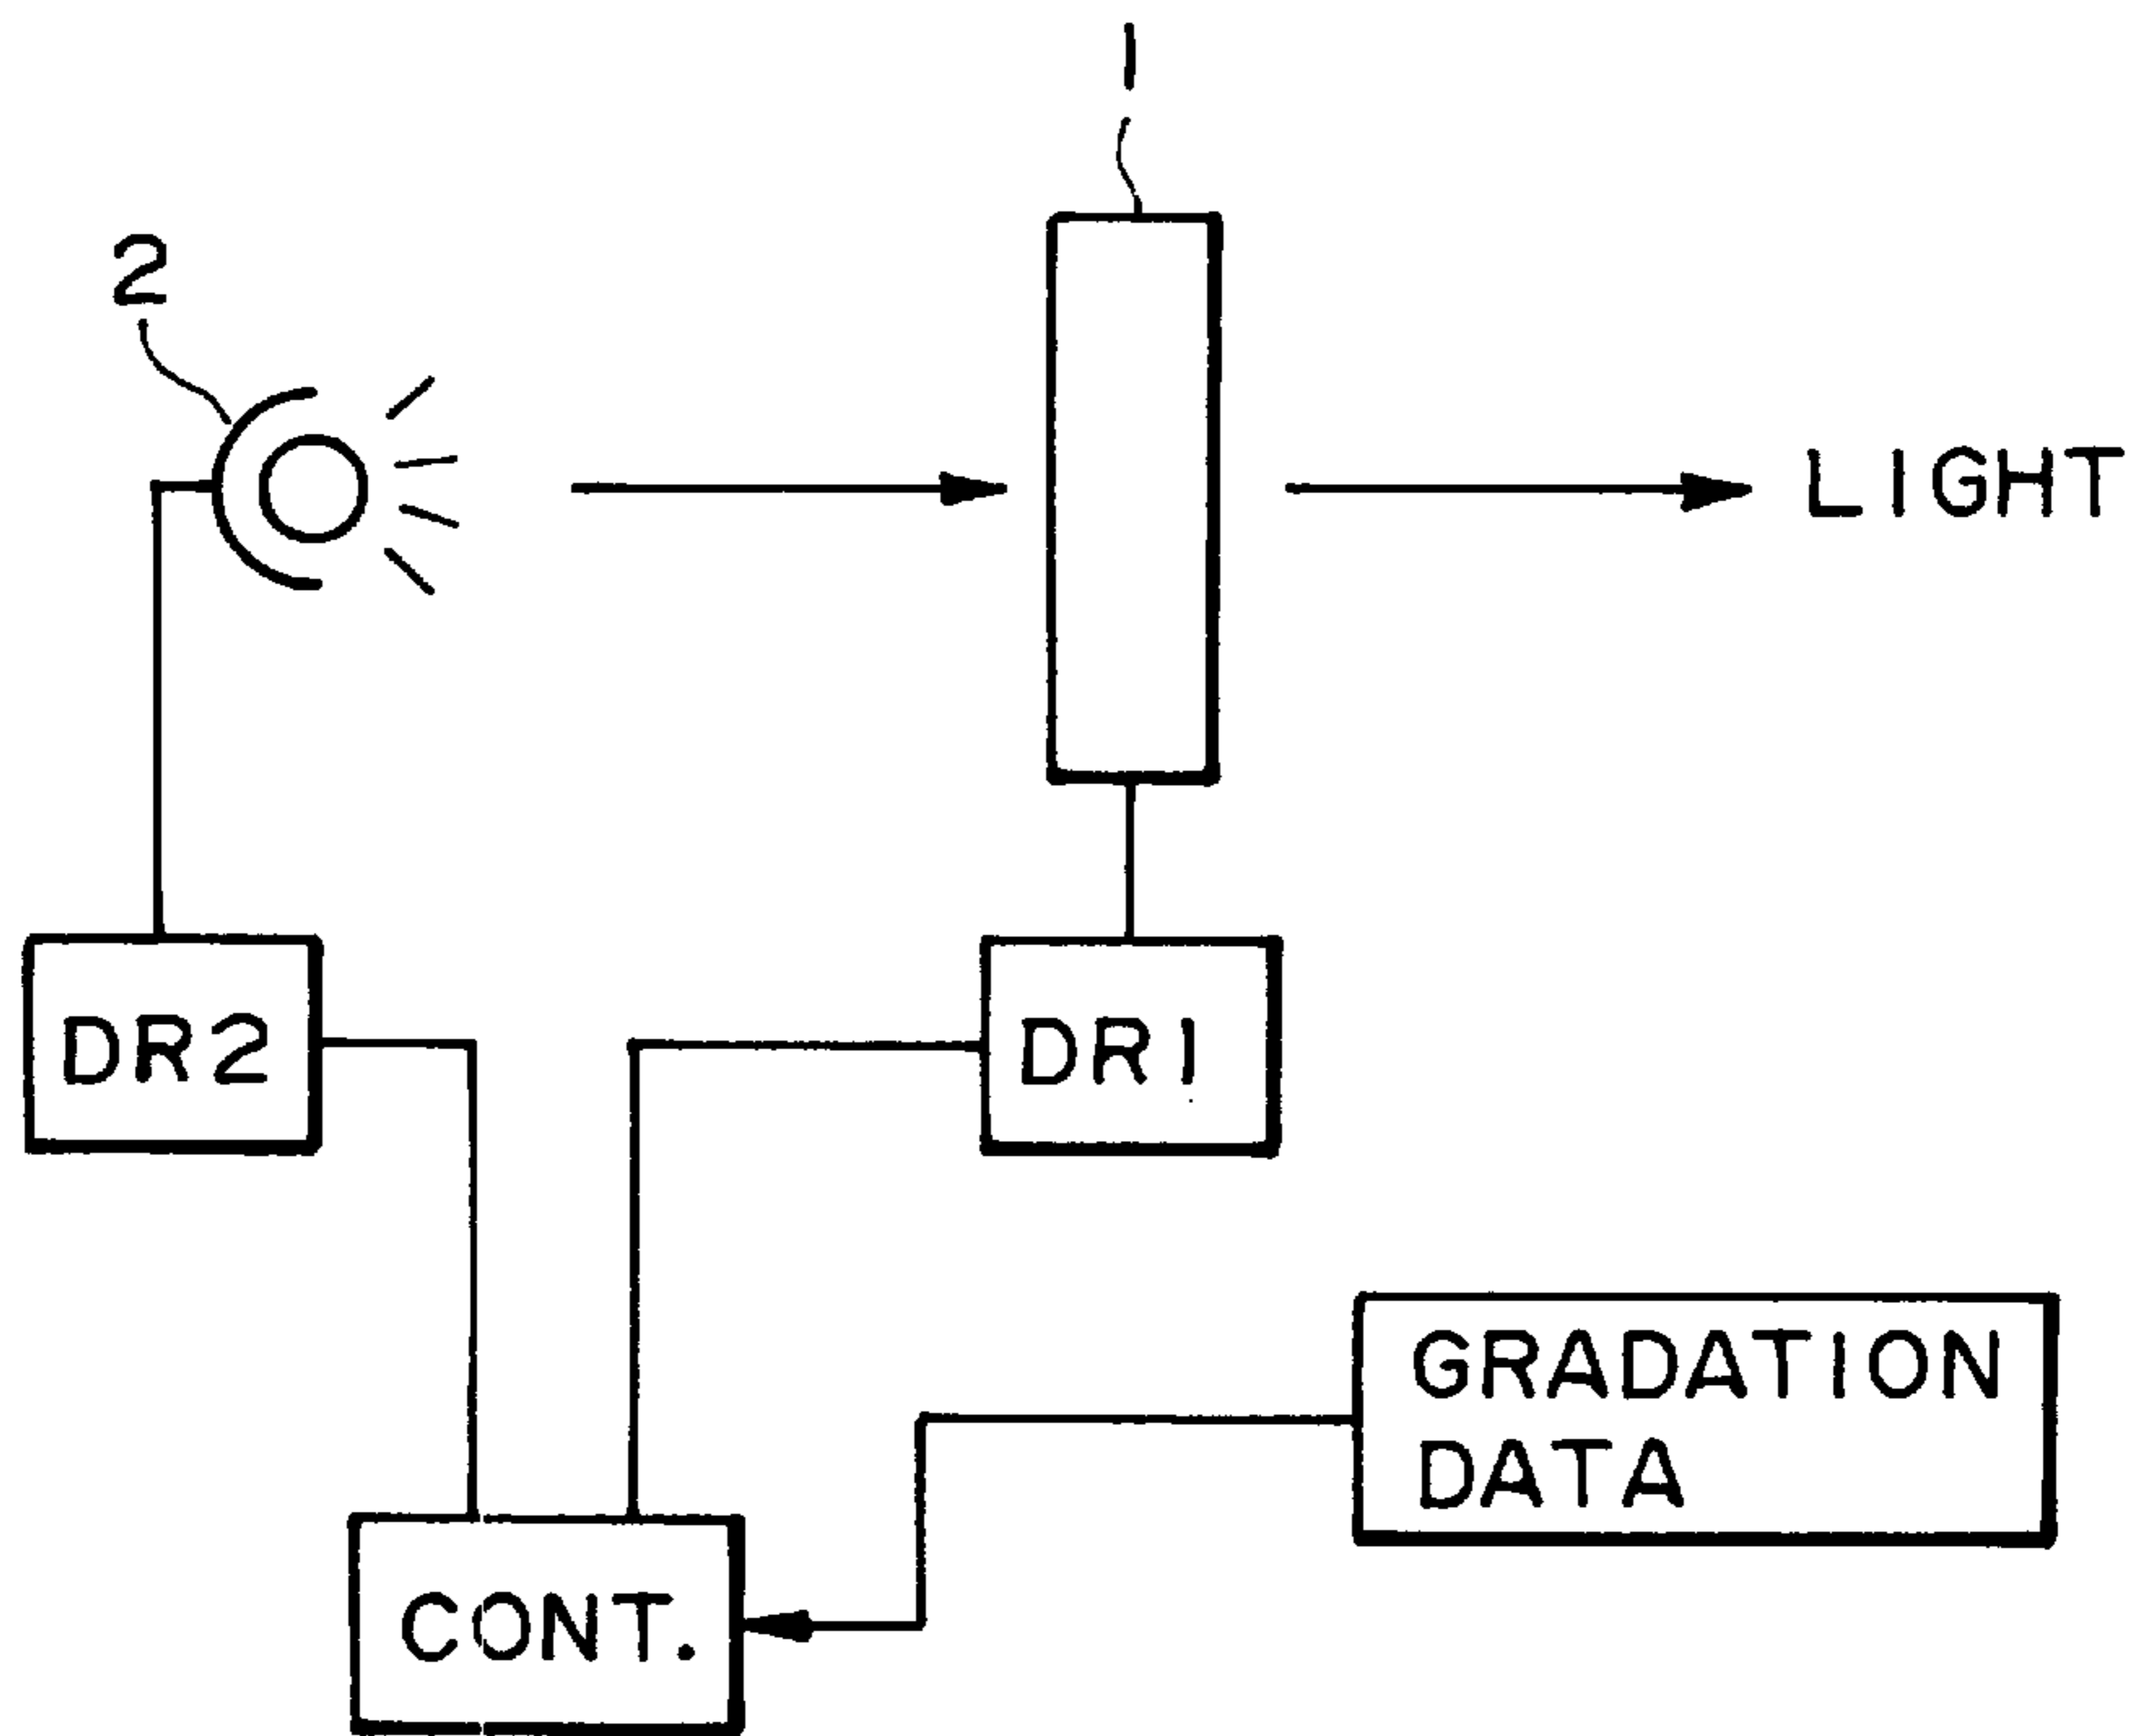 1
2
LIGHT
DR2
DR1
GRADATION
DATA
CONT.